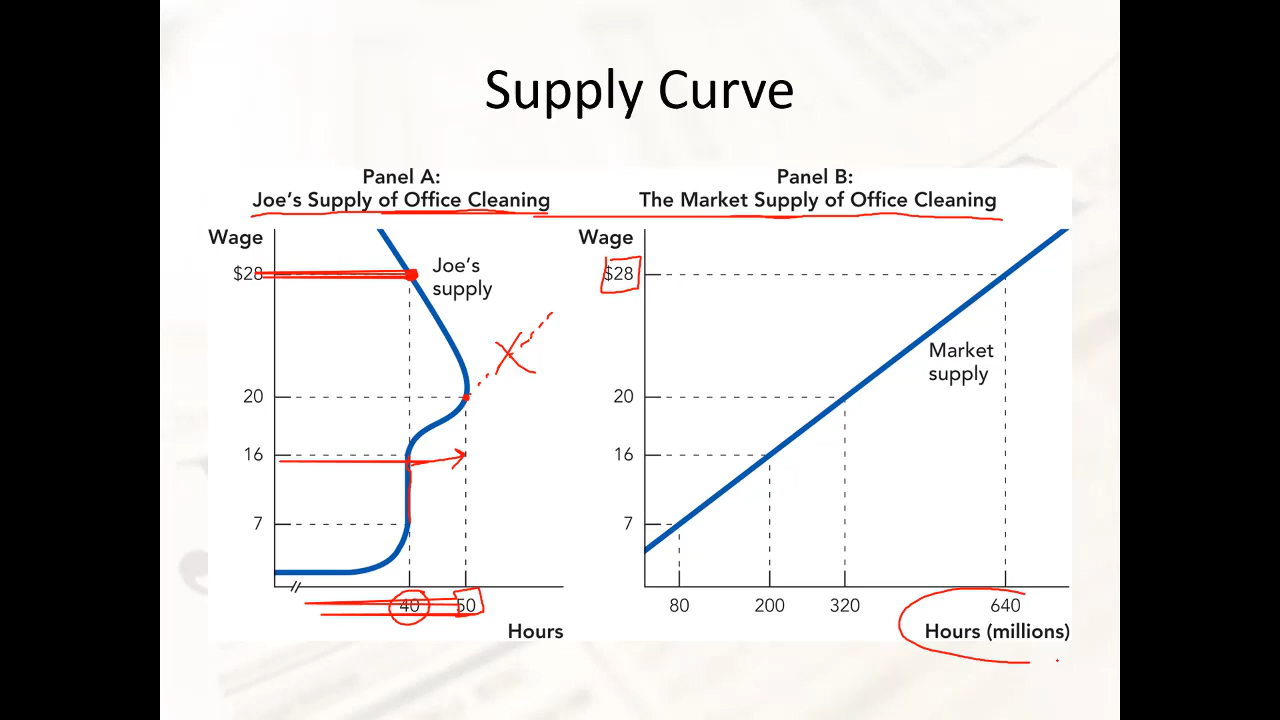 Supply Curve
Panel A:
Joe's Supply of Office Cleaning
Wage
$28
20
16
7
Joe's
supply
40
50
Hours
Panel B:
The Market Supply of Office Cleaning
Wage
$28
20
16
7
Market
supply
80
200
320
640
Hours (millions)